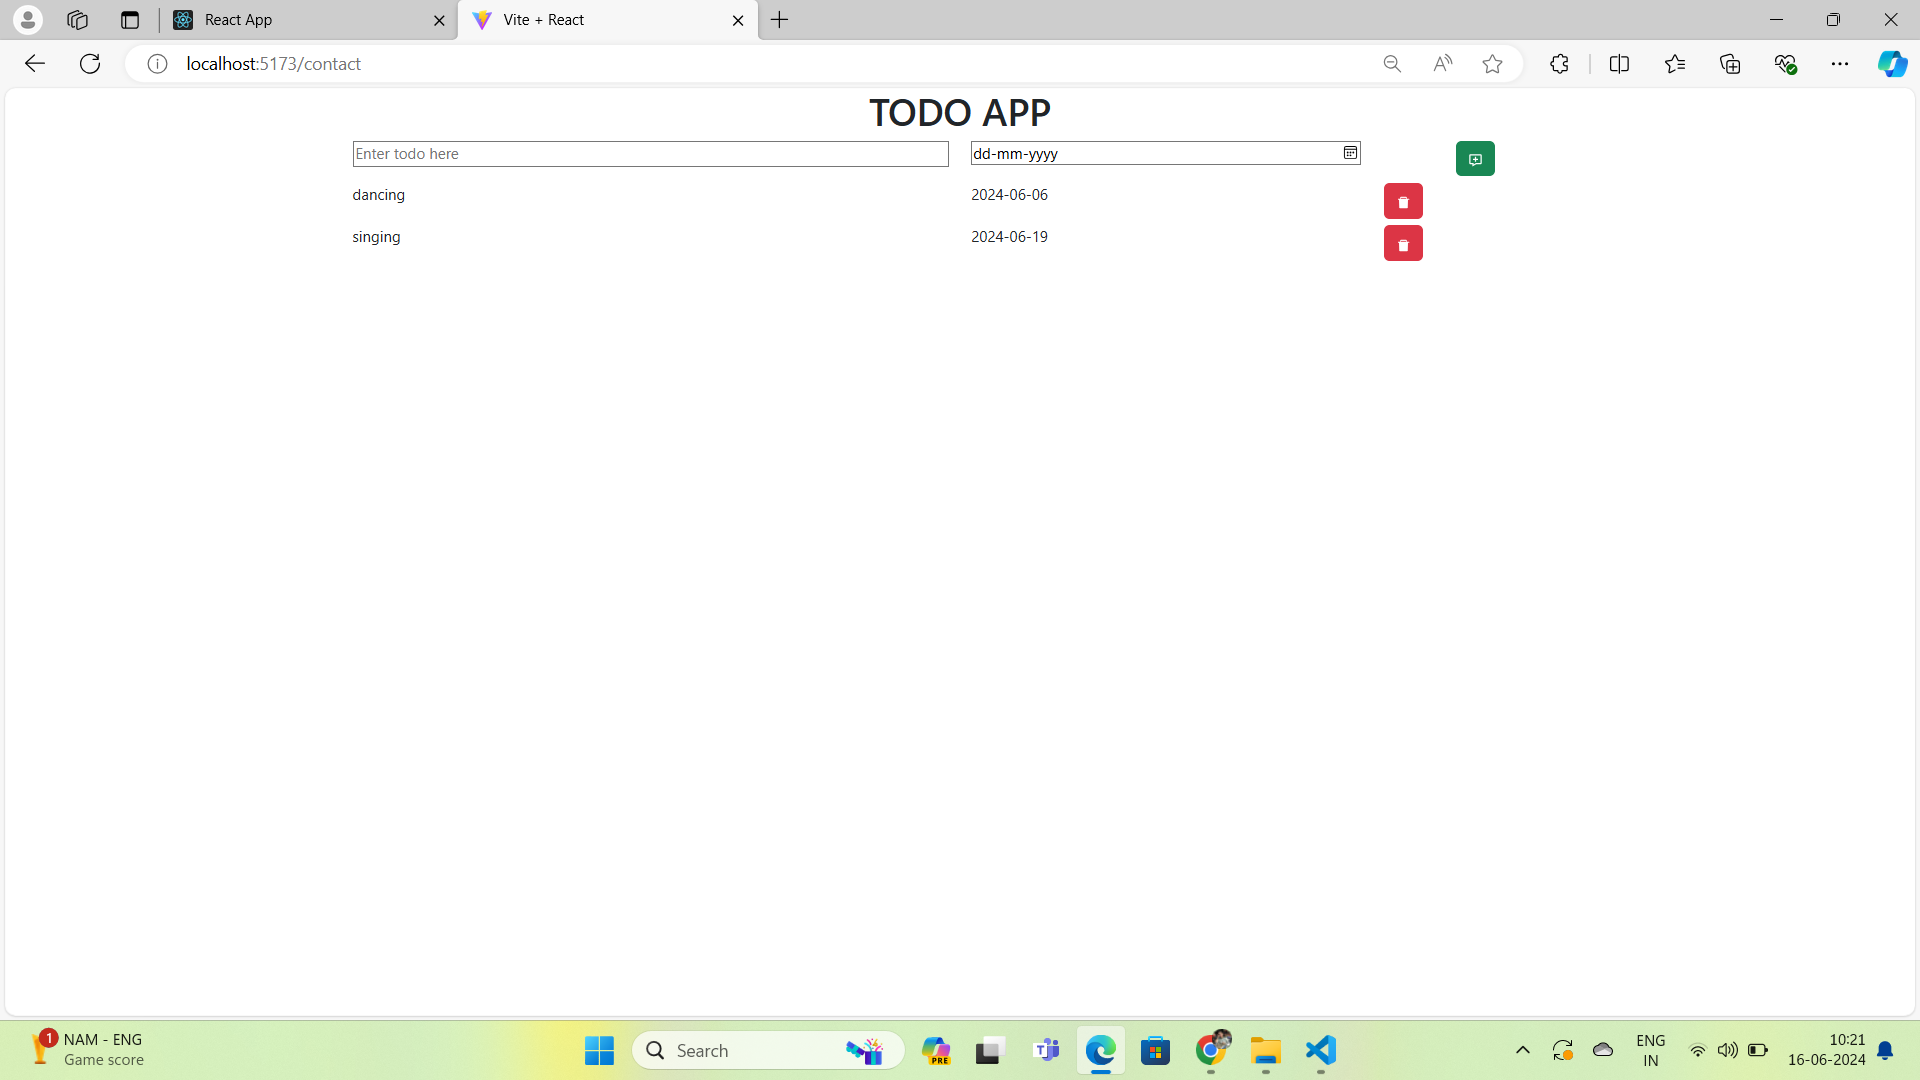 React App
Vite + React
localhost:5173/contact
TODO APP
Enter todo here
dd-mm-yyyy
dancing
2024-06-06
singing
2024-06-19
1
NAM - ENG
Game score
Search
PRE
ENG
IN
10:21
16-06-2024